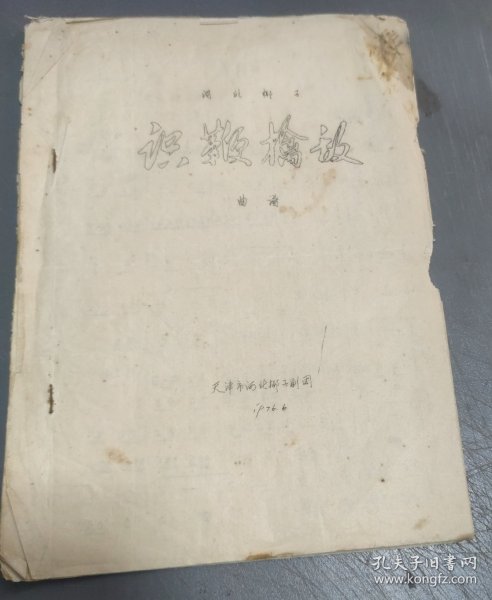 河北梆子
识鞭擒敌
曲谱
天津市河北梆子剧团
1976.6
孔夫子旧书网
www.kongfz.com